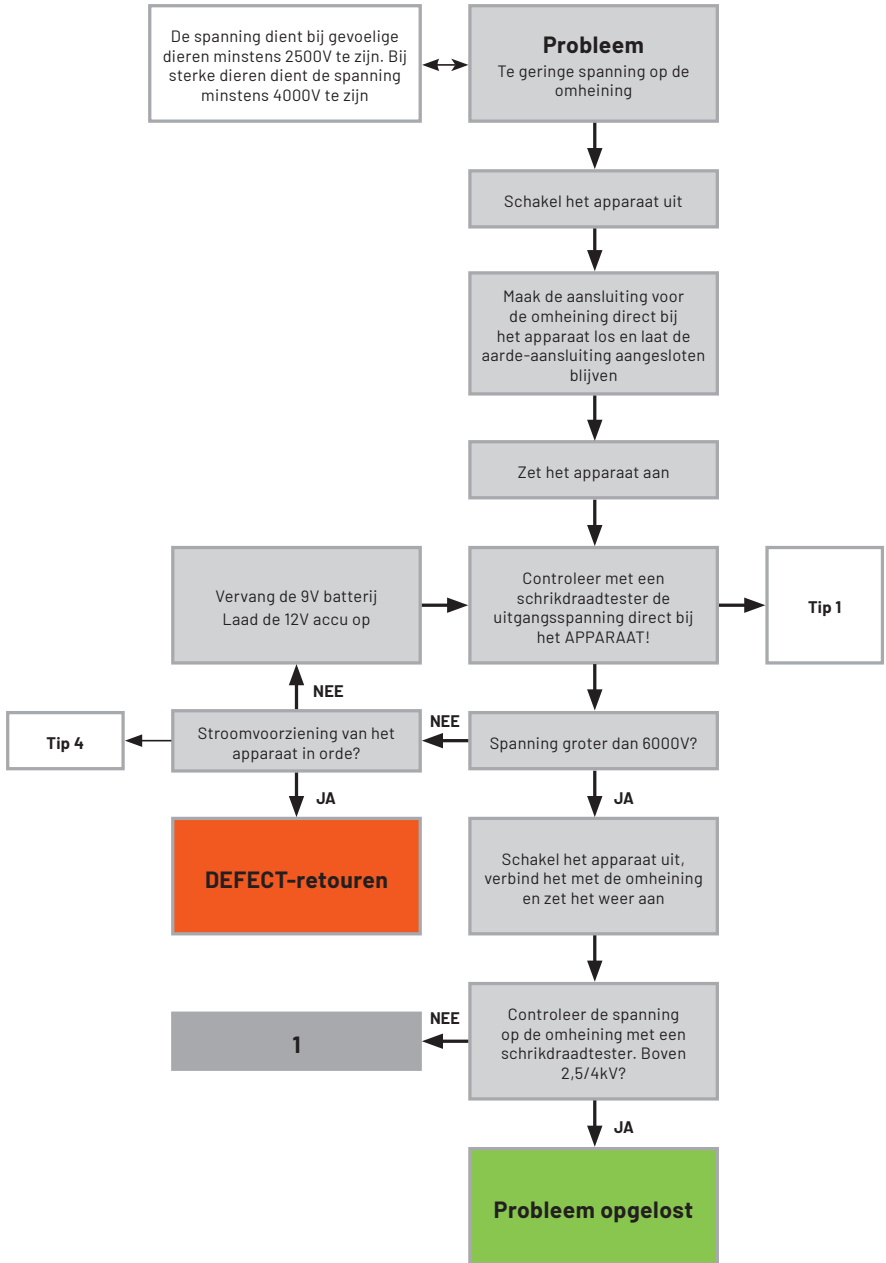 De spanning dient bij gevoelige
dieren minstens 2500V te zijn. Bij
sterke dieren dient de spanning
minstens 4000V te zijn
Probleem
Te geringe spanning op de
omheining
Schakel het apparaat uit
Maak de aansluiting voor
de omheining direct bij
het apparaat los en laat de
aarde-aansluiting aangesloten
blijven
Zet het apparaat aan
Vervang de 9V batterij
Laad de 12V accu op
Controleer met een
schrikdraadtester de
uitgangsspanning direct bij
het APPARAAT!
Tip 1
NEE
Tip 4
Stroomvoorziening van het
apparaat in orde?
NEE
Spanning groter dan 6000V?
JA
JA
DEFECT-retouren
Schakel het apparaat uit,
verbind het met de omheining
en zet het weer aan
1
NEE
Controleer de spanning
op de omheining met een
schrikdraadtester. Boven
2,5/4kV?
JA
Probleem opgelost